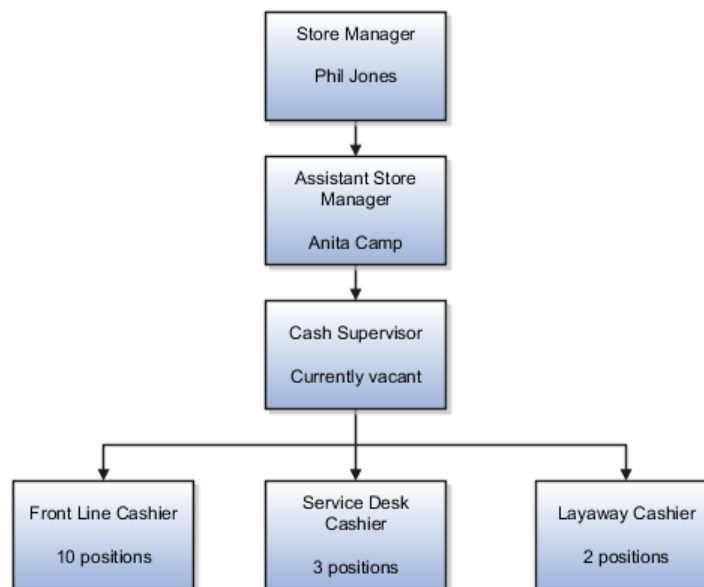 Store Manager
Phil Jones
Assistant Store
Manager
Anita Camp
Cash Supervisor
Currently vacant
Front Line Cashier
10 positions
Service Desk
Cashier
3 positions
Layaway Cashier
2 positions